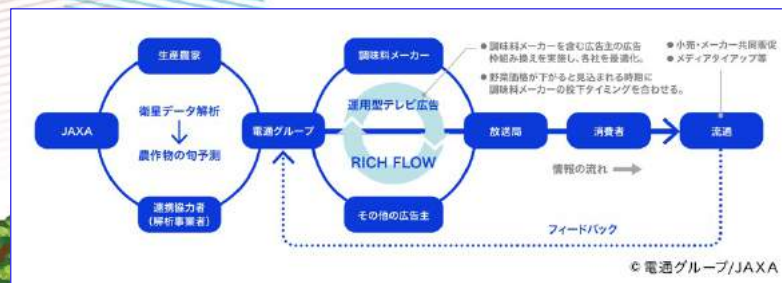 生産農家
調味料メーカー
●調味料メーカーを含む広告主の広告
枠組み換えを実施し、各社を最適化。
●野菜価格が下がると見込まれる時期に
調味料メーカーの投下タイミングを合わせる。
●小売・メーカー共同販促
●メディアタイアップ等
衛星データ解析
農作物の旬予測
運用型テレビ広告
RICH FLOW
JAXA
電通グループ
放送局
消費者
流通
情報の流れ
連携協力者
(解析事業者)
その他の広告主
フィードバック
© 電通グループ/JAXA